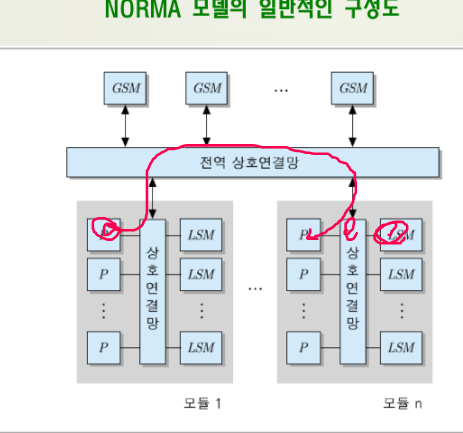 NORMA 모델의 일반적인 구성도
GSM GSM ... GSM
전역 상호연결망
P 상호연결망 LSM P 상호연결망 LSM
P LSM ... P LSM
⋮ ⋮ ⋮ ⋮
P LSM P LSM
모듈 1 모듈 n